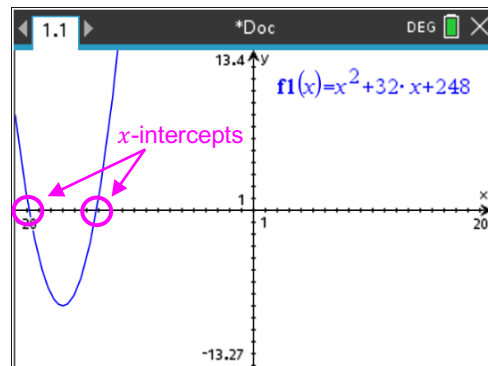 1.1 *Doc DEG
13.4 y
f1(x)=x²+32·x+248
x-intercepts
1 x
-20 1 20
-13.27